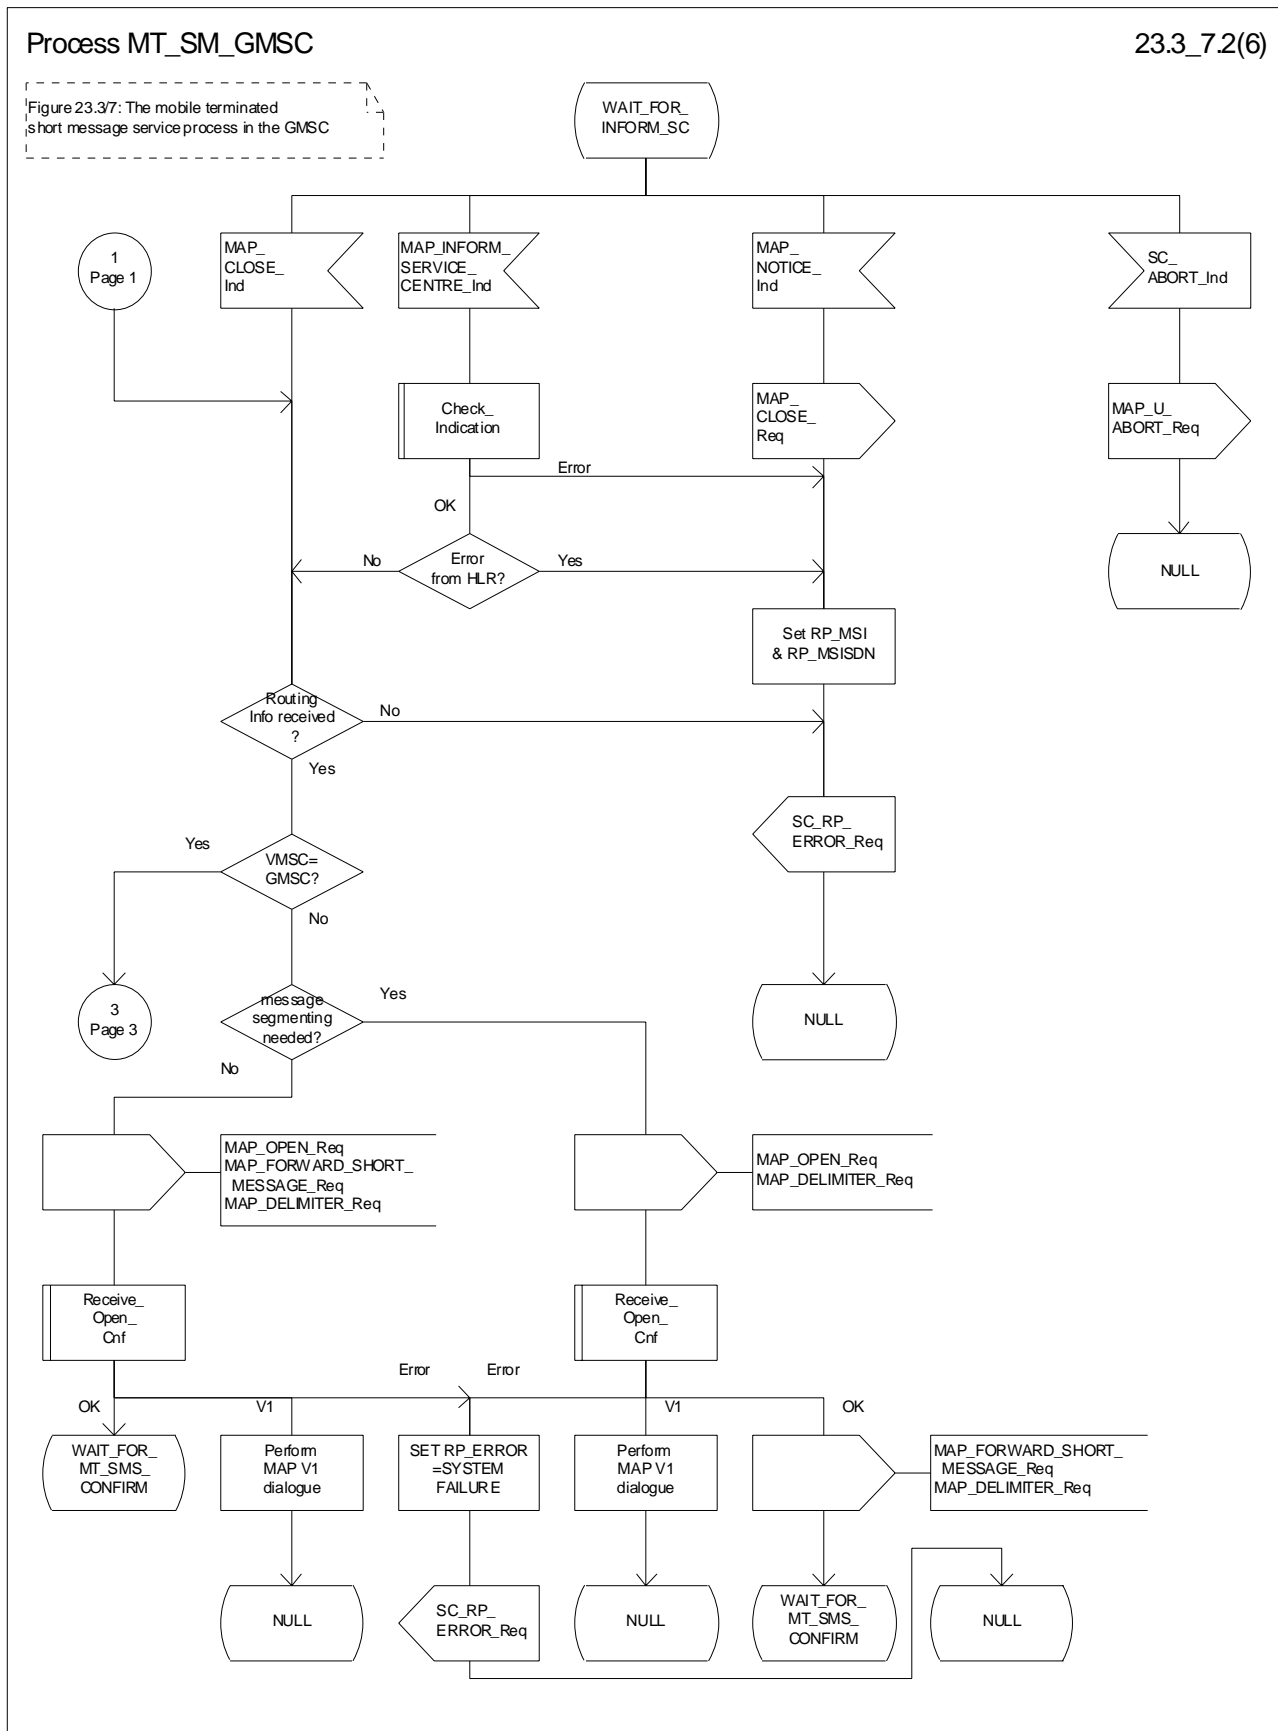 Process MT_SM_GMSC
23.3_7.2(6)
Figure 23.3/7: The mobile terminated
short message service process in the GMSC
WAIT_FOR_
INFORM_SC
1
Page 1
MAP_
CLOSE_
Ind
MAP_INFORM_
SERVICE_
CENTRE_Ind
MAP_
NOTICE_
Ind
SC_
ABORT_Ind
Check_
Indication
MAP_
CLOSE_
Req
MAP_U_
ABORT_Req
Error
OK
No
Error
from HLR?
Yes
NULL
Set RP_MSI
& RP_MSISDN
Routing
Info received
?
No
Yes
SC_RP_
ERROR_Req
Yes
VMSC=
GMSC?
No
3
Page 3
message
segmenting
needed?
Yes
NULL
No
MAP_OPEN_Req
MAP_FORWARD_SHORT_
MESSAGE_Req
MAP_DELIMITER_Req
MAP_OPEN_Req
MAP_DELIMITER_Req
Receive_
Open_
Cnf
Receive_
Open_
Cnf
Error
Error
OK
V1
V1
OK
WAIT_FOR_
MT_SMS_
CONFIRM
Perform
MAP V1
dialogue
SET RP_ERROR
=SYSTEM
FAILURE
Perform
MAP V1
dialogue
MAP_FORWARD_SHORT_
MESSAGE_Req
MAP_DELIMITER_Req
NULL
SC_RP_
ERROR_Req
NULL
WAIT_FOR_
MT_SMS_
CONFIRM
NULL